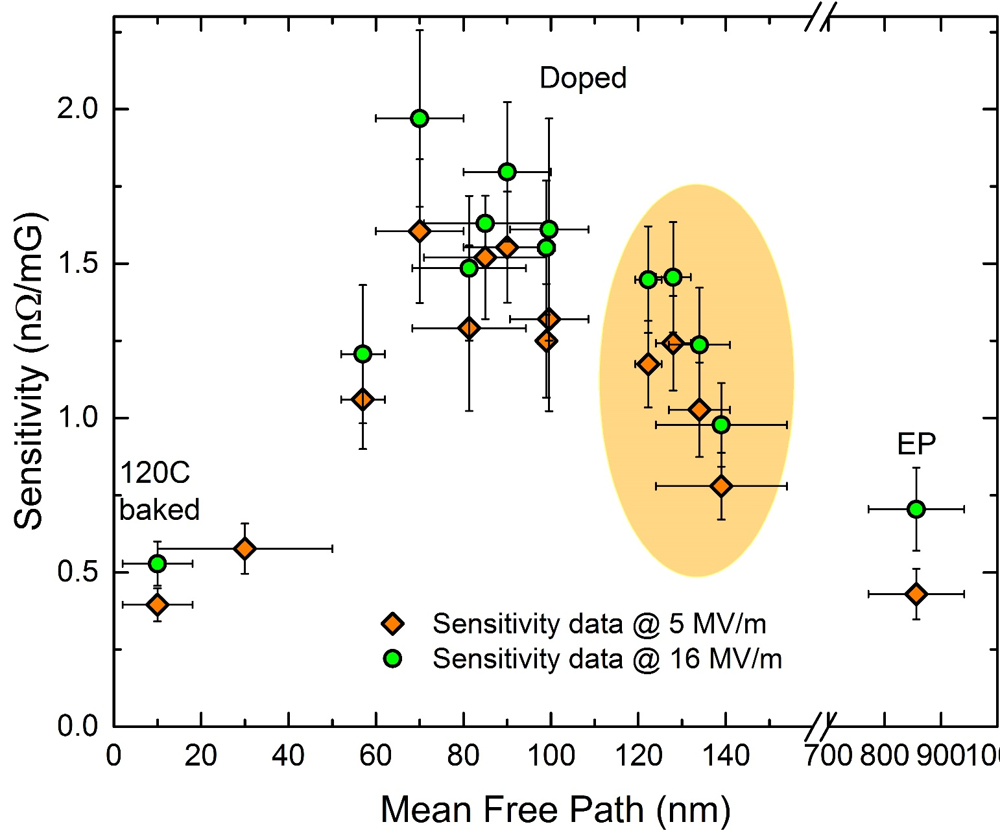 Doped
2.0
1.5
1.0
0.5
0.0
Sensitivity (nΩ/mG)
120C
baked
EP
Sensitivity data @ 5 MV/m
Sensitivity data @ 16 MV/m
0 20 40 60 80 100 120 140 700 800 900
Mean Free Path (nm)